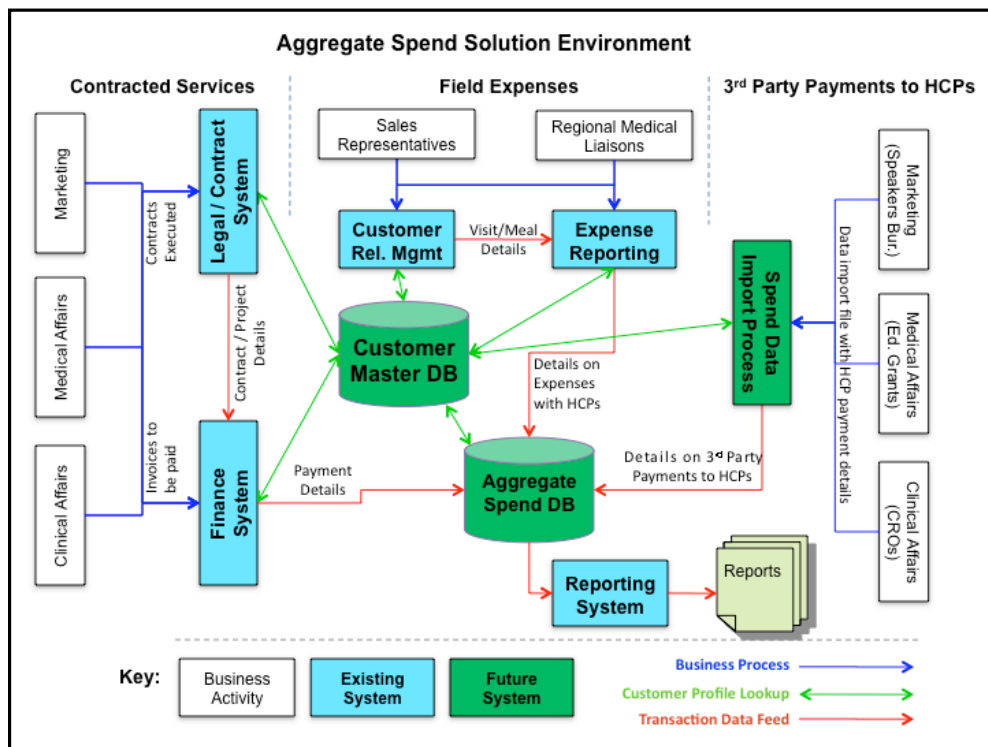 Aggregate Spend Solution Environment
Contracted Services
Field Expenses
3rd Party Payments to HCPs
Marketing
Medical Affairs
Clinical Affairs
Contracts
Executed
Invoices to
be paid
Legal / Contract
System
Contract / Project
Details
Finance
System
Sales
Representatives
Regional Medical
Liaisons
Customer
Rel. Mgmt
Visit/Meal
Details
Expense
Reporting
Customer
Master DB
Details on
Expenses
with HCPs
Payment
Details
Aggregate
Spend DB
Details on 3rd Party
Payments to HCPs
Spend Data
Import Process
Data import file with HCP payment details
Marketing
(Speakers Bur.)
Medical Affairs
(Ed. Grants)
Clinical Affairs
(CROs)
Reporting
System
Reports
Key:
Business
Activity
Existing
System
Future
System
Business Process
Customer Profile Lookup
Transaction Data Feed